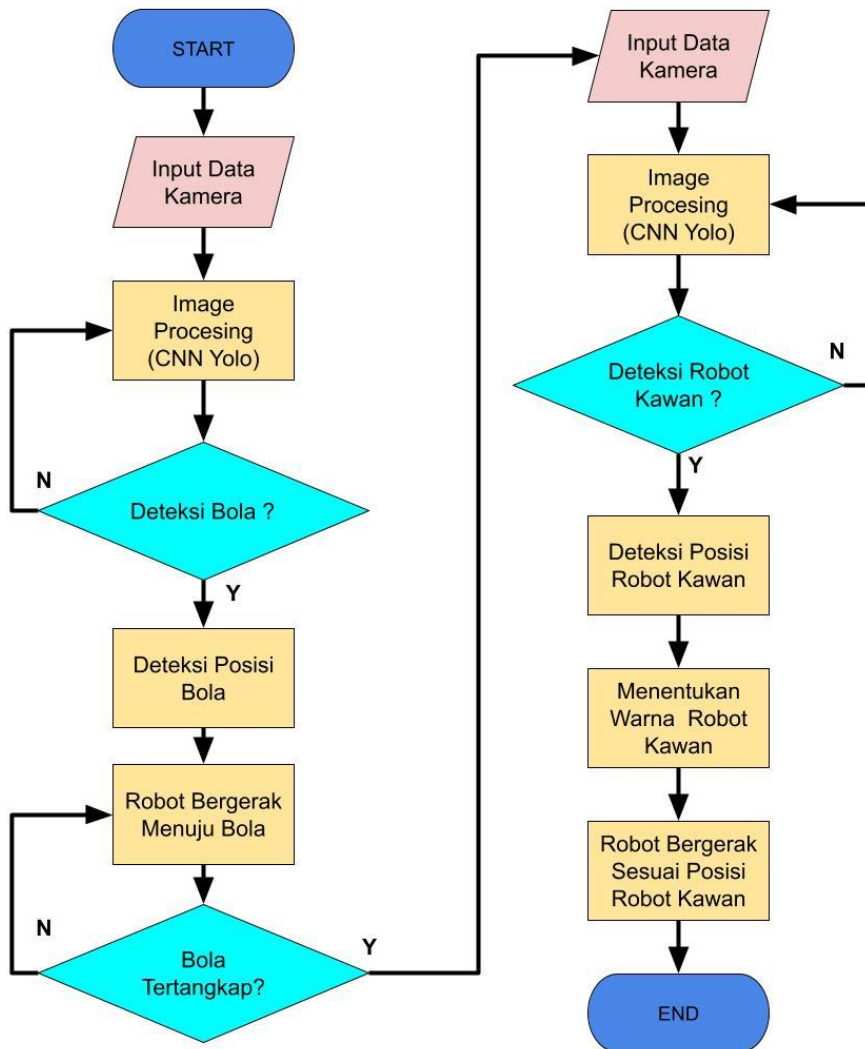 START
Input Data
Kamera
Image
Procesing
(CNN Yolo)
N
Deteksi Bola ?
Y
Deteksi Posisi
Bola
Robot Bergerak
Menuju Bola
N
Bola
Tertangkap?
Y
Input Data
Kamera
Image
Procesing
(CNN Yolo)
N
Deteksi Robot
Kawan ?
Y
Deteksi Posisi
Robot Kawan
Menentukan
Warna Robot
Kawan
Robot Bergerak
Sesuai Posisi
Robot Kawan
END